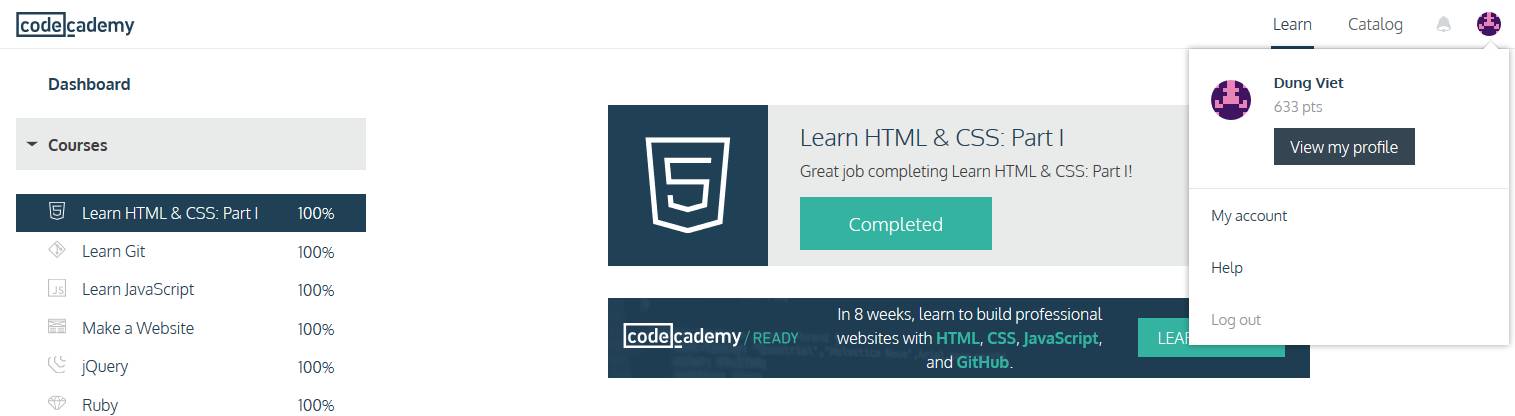 codecademy
Learn
Catalog
Dashboard
Courses
Learn HTML & CSS: Part I 100%
Learn Git 100%
Learn JavaScript 100%
Make a Website 100%
jQuery 100%
Ruby 100%
Learn HTML & CSS: Part I
Great job completing Learn HTML & CSS: Part I!
Completed
codecademy / READY
In 8 weeks, learn to build professional
websites with HTML, CSS, JavaScript,
and GitHub.
Dung Viet
633 pts
View my profile
My account
Help
Log out